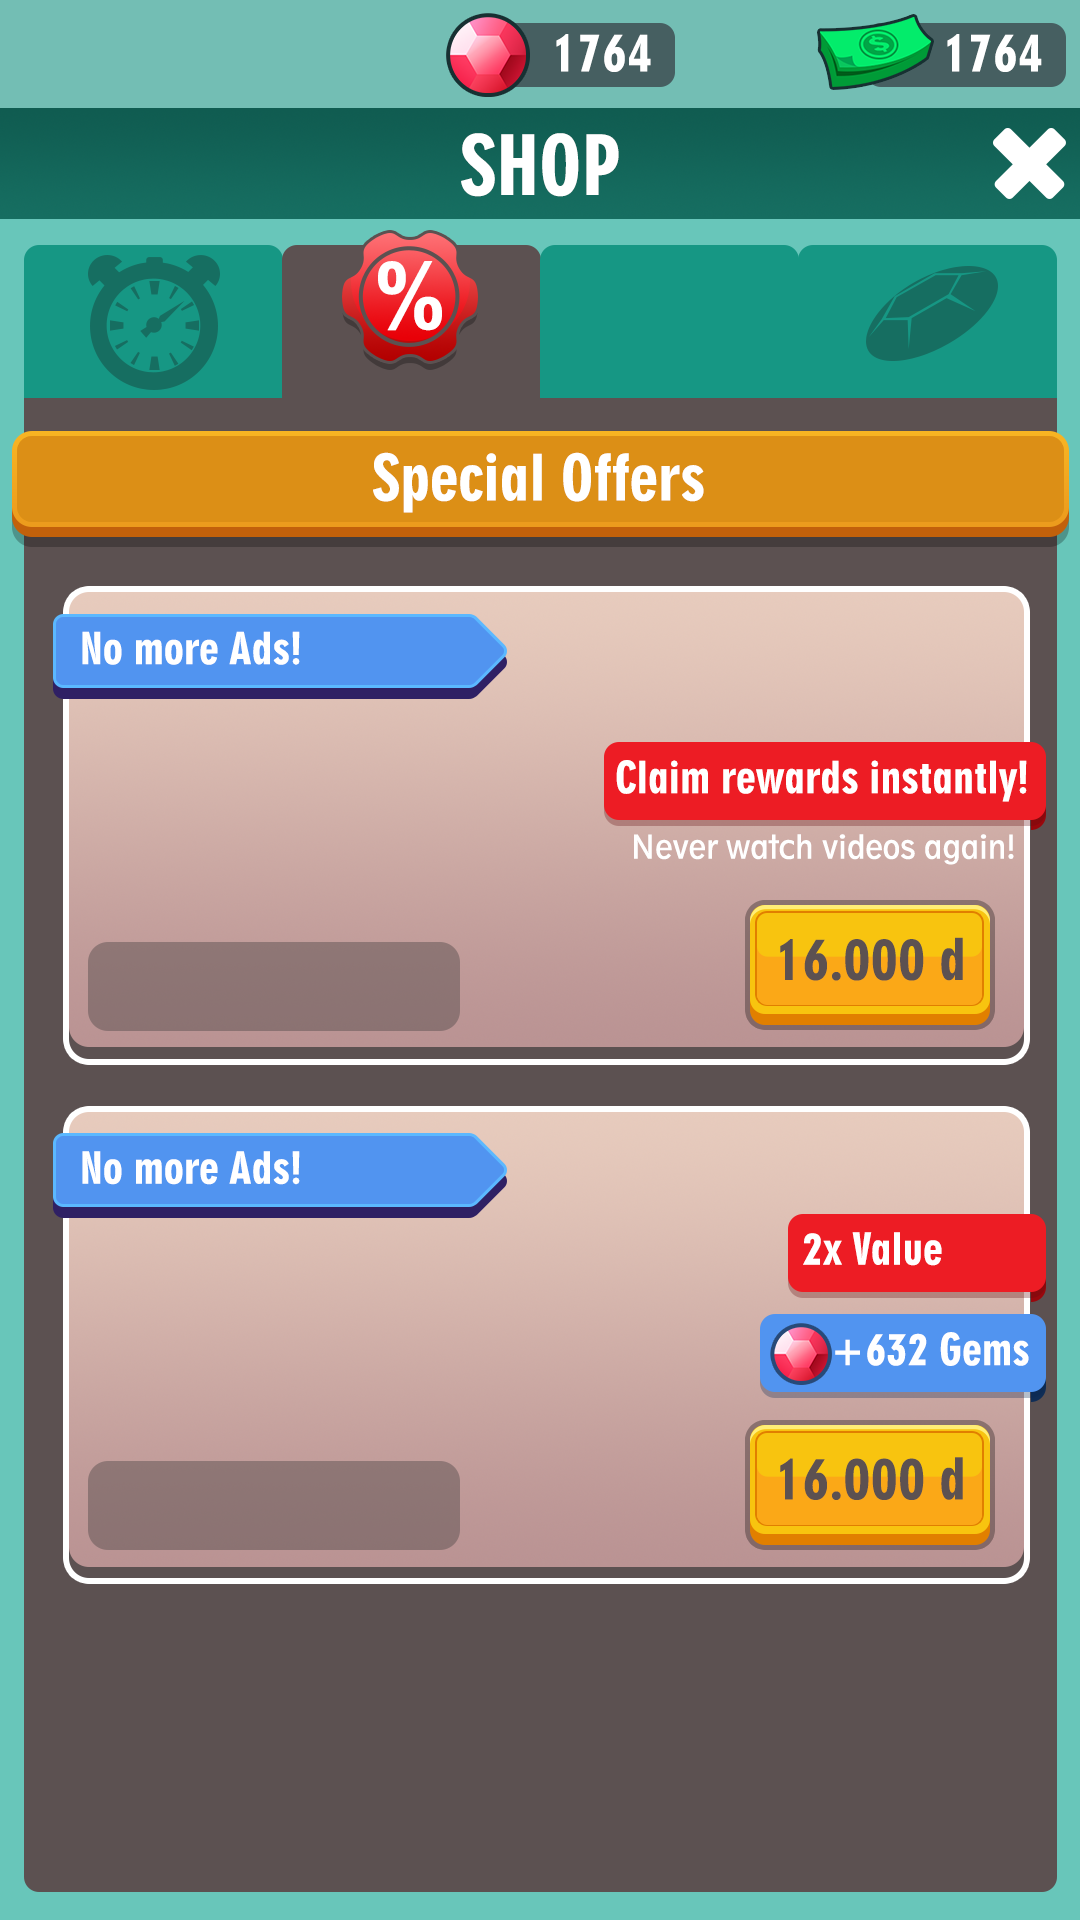 1764
1764
SHOP
%
Special Offers
No more Ads!
Claim rewards instantly!
Never watch videos again!
16.000 d
No more Ads!
2x Value
+632 Gems
16.000 d